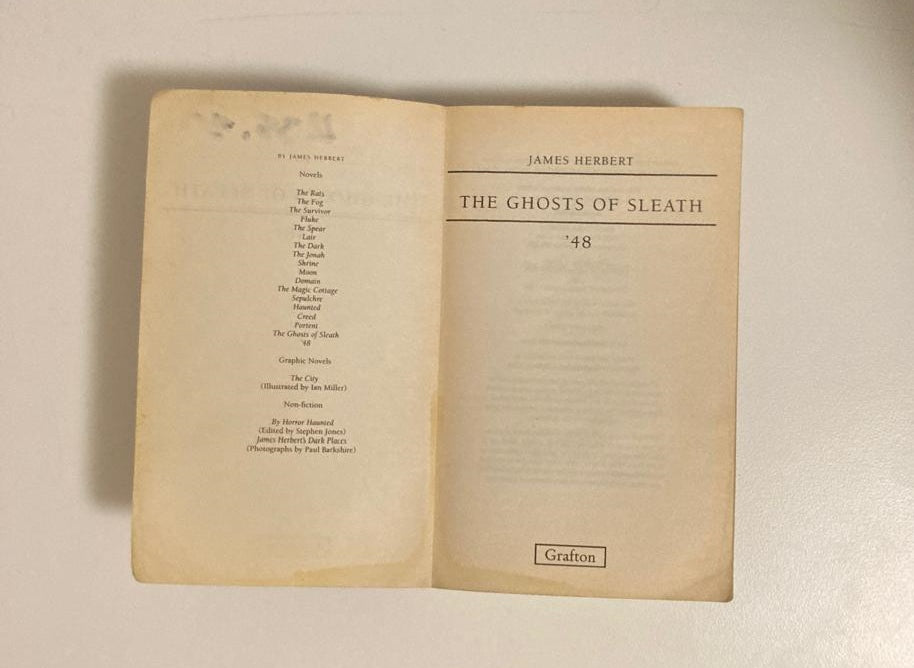 BY JAMES HERBERT
Novels
The Rats
The Fog
The Survivor
Fluke
The Spear
Lair
The Dark
The Jonah
Shrine
Moon
Domain
The Magic Cottage
Sepulchre
Haunted
Creed
Portent
The Ghosts of Sleath
'48
Graphic Novels
The City
(Illustrated by Ian Miller)
Non-fiction
By Horror Haunted
(Edited by Stephen Jones)
James Herbert's Dark Places
(Photographs by Paul Barkshire)
JAMES HERBERT
THE GHOSTS OF SLEATH
'48
Grafton